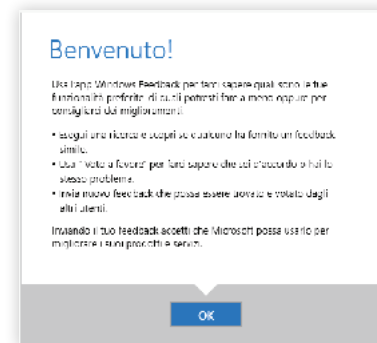 Benvenuto!
Usa l'app Windows Feedback per farci sapere quali sono le tue
funzionalità preferite, di quali potresti fare a meno oppure per
consigliarci dei miglioramenti.
• Esegui una ricerca e scopri se qualcuno ha fornito un feedback
simile.
• Usa "Voto a favore" per farci sapere che sei d'accordo o hai lo
stesso problema.
• Invia nuovo feedback che possa essere trovato e votato dagli
altri utenti.
Inviando il tuo feedback accetti che Microsoft possa usarlo per
migliorare i suoi prodotti e servizi.
OK